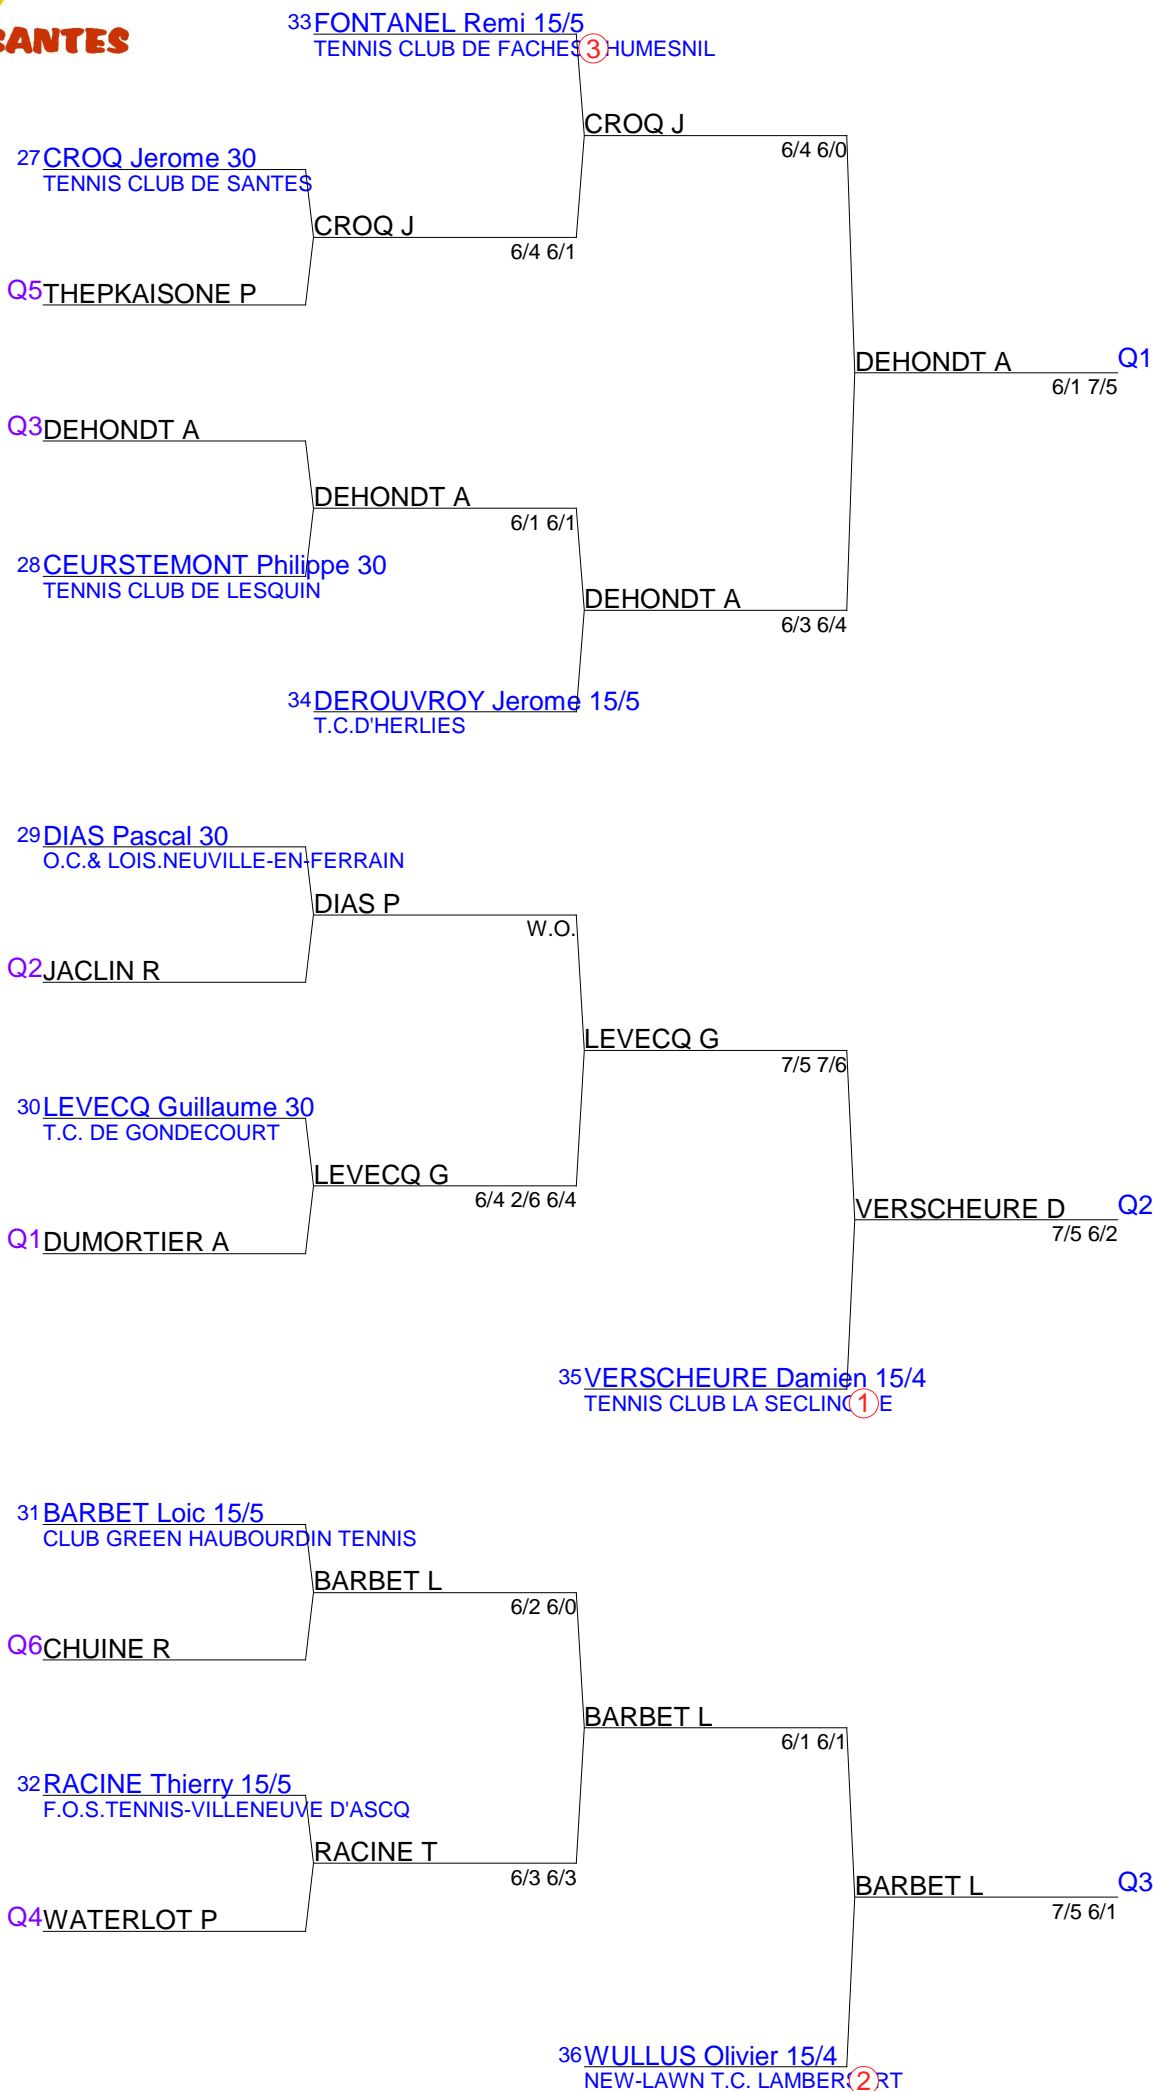 SANTES
33 FONTANEL Remi 15/5
TENNIS CLUB DE FACHES HUMESNIL
3
CROQ J
6/4 6/0
27 CROQ Jerome 30
TENNIS CLUB DE SANTES
CROQ J
6/4 6/1
Q5 THEPKAISONE P
DEHONDT A Q1
6/1 7/5
Q3 DEHONDT A
DEHONDT A
6/1 6/1
28 CEURSTEMONT Philippe 30
TENNIS CLUB DE LESQUIN
DEHONDT A
6/3 6/4
34 DEROUVROY Jerome 15/5
T.C.D'HERLIES
29 DIAS Pascal 30
O.C.& LOIS.NEUVILLE-EN-FERRAIN
DIAS P
W.O.
Q2 JACLIN R
LEVECQ G
7/5 7/6
30 LEVECQ Guillaume 30
T.C. DE GONDECOURT
LEVECQ G
6/4 2/6 6/4
VERSCHEURE D Q2
7/5 6/2
Q1 DUMORTIER A
35 VERSCHEURE Damien 15/4
TENNIS CLUB LA
1
31 BARBET Loic 15/5
CLUB GREEN HAUBOURDIN TENNIS
BARBET L
6/2 6/0
Q6 CHUINE R
BARBET L
6/1 6/1
32 RACINE Thierry 15/5
F.O.S.TENNIS-VILLENEUVE D'ASCQ
RACINE T
6/3 6/3
BARBET L Q3
7/5 6/1
Q4 WATERLOT P
36 WULLUS Olivier 15/4
NEW-LAWN T.C.
2